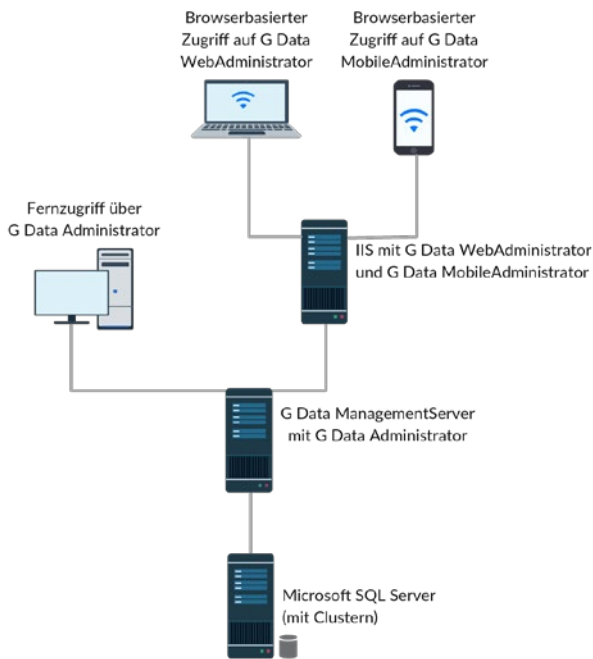 Browserbasierter
Zugriff auf G Data
WebAdministrator
Browserbasierter
Zugriff auf G Data
MobileAdministrator
Fernzugriff über
G Data Administrator
IIS mit G Data WebAdministrator
und G Data MobileAdministrator
G Data ManagementServer
mit G Data Administrator
Microsoft SQL Server
(mit Clustern)